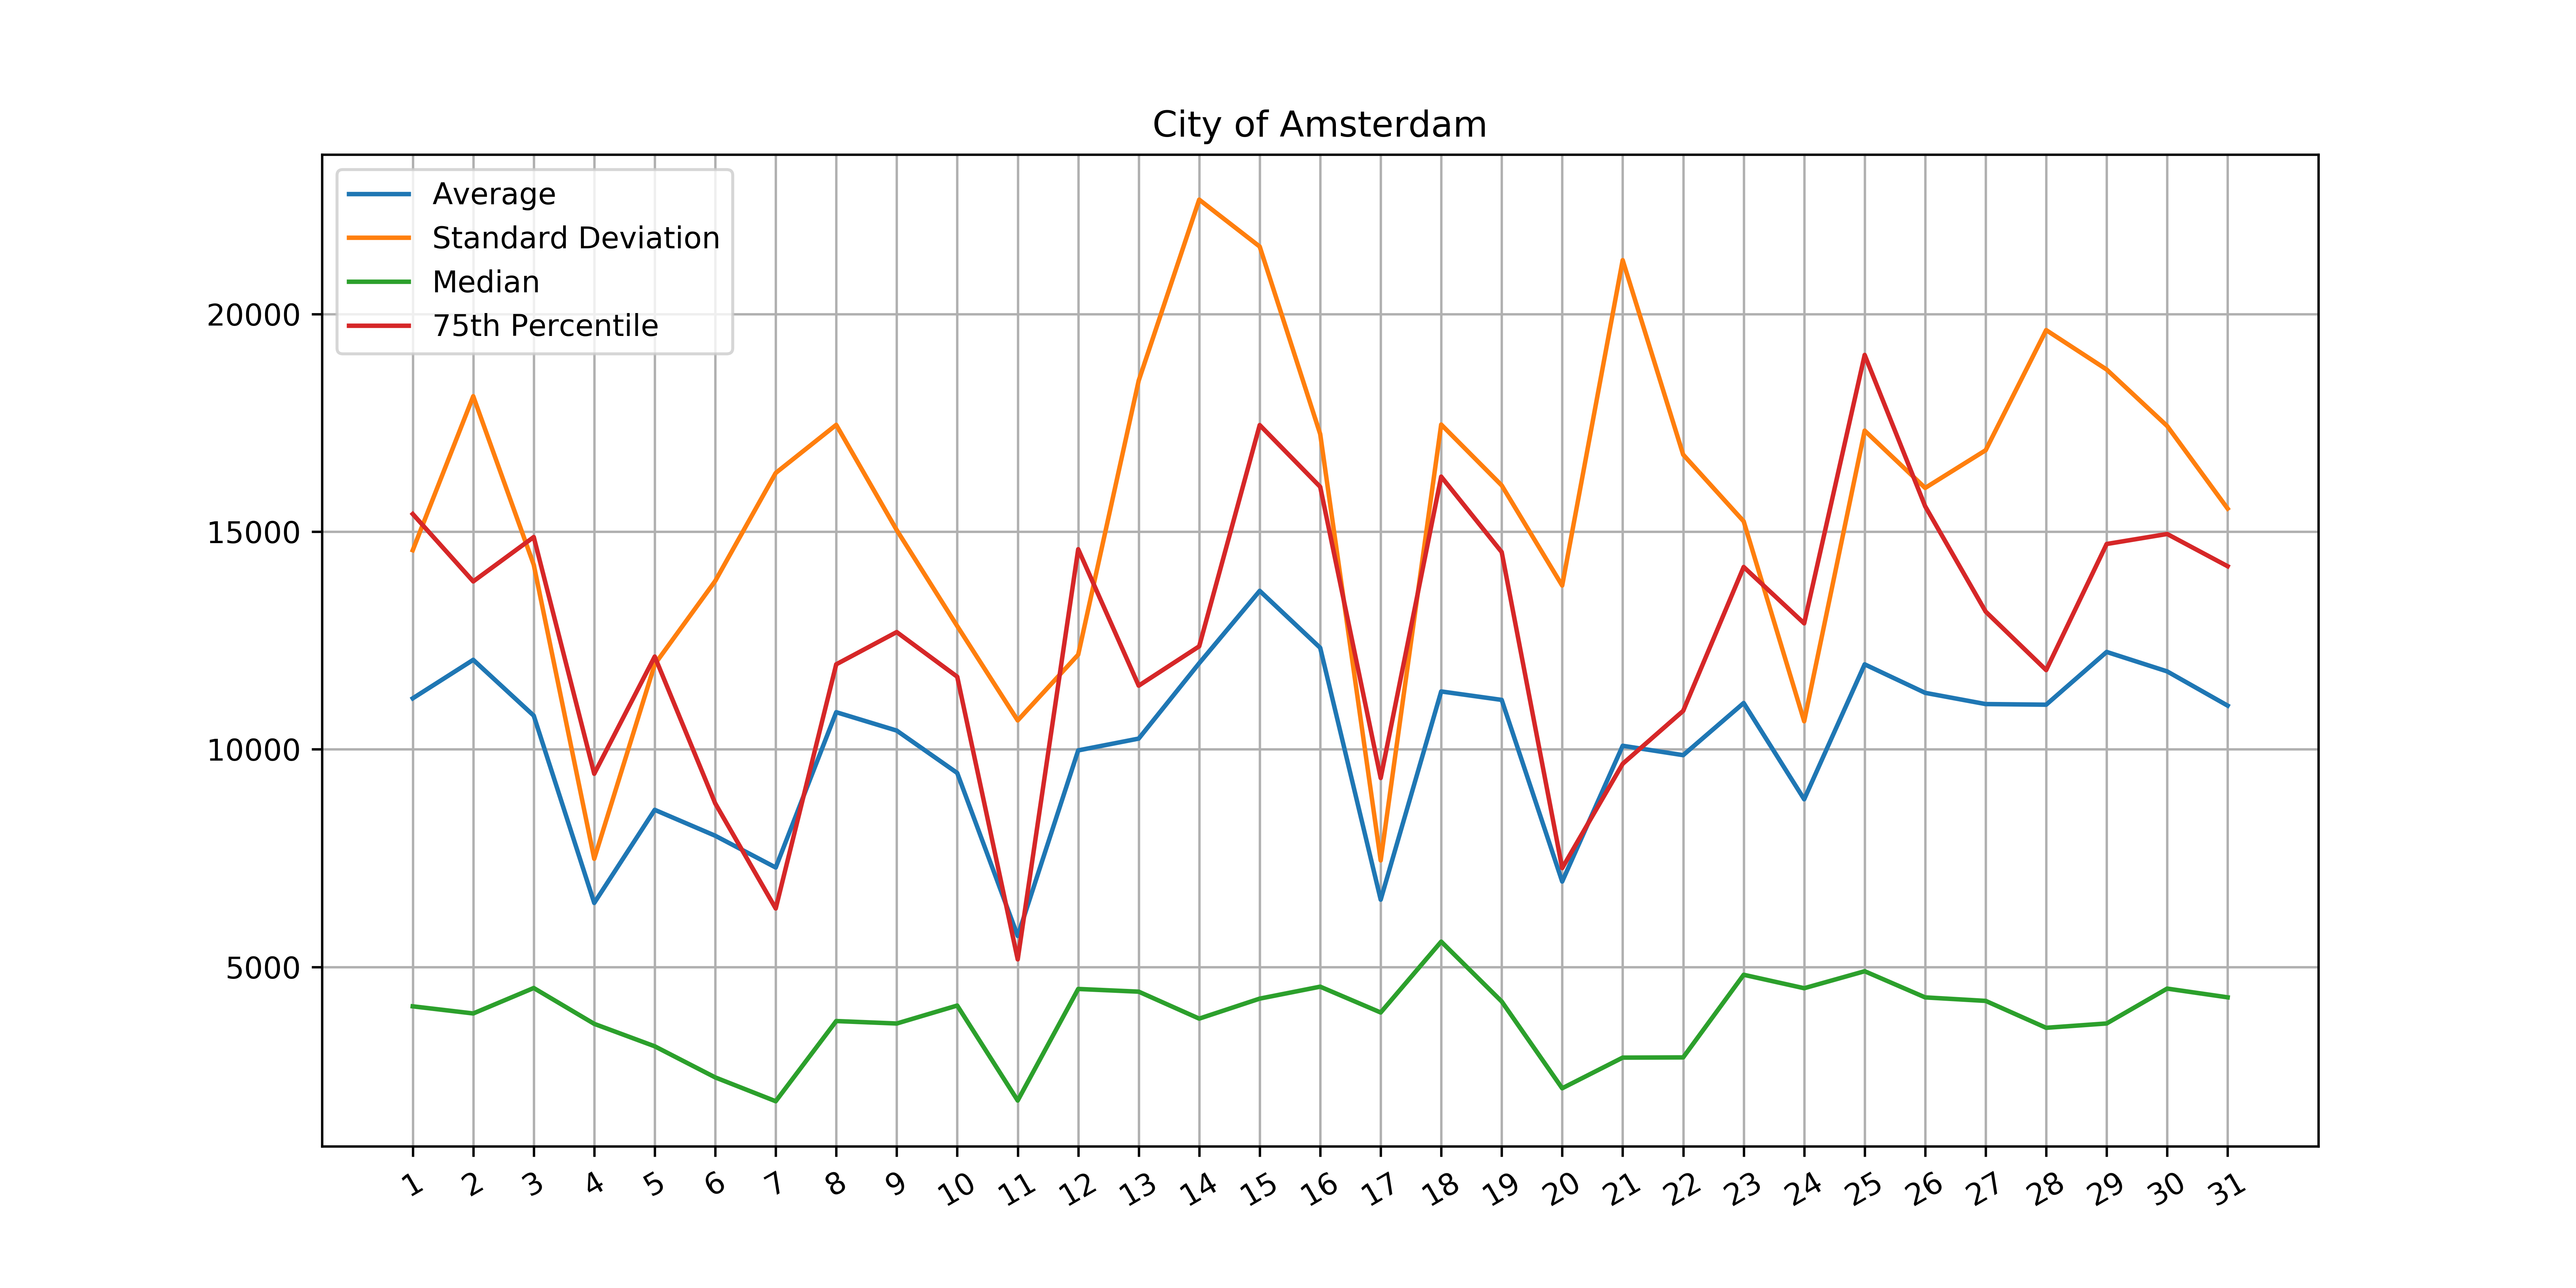 City of Amsterdam
Average
Standard Deviation
Median
75th Percentile
20000
15000
10000
5000
1 2 3 4 5 6 7 8 9 10 11 12 13 14 15 16 17 18 19 20 21 22 23 24 25 26 27 28 29 30 31